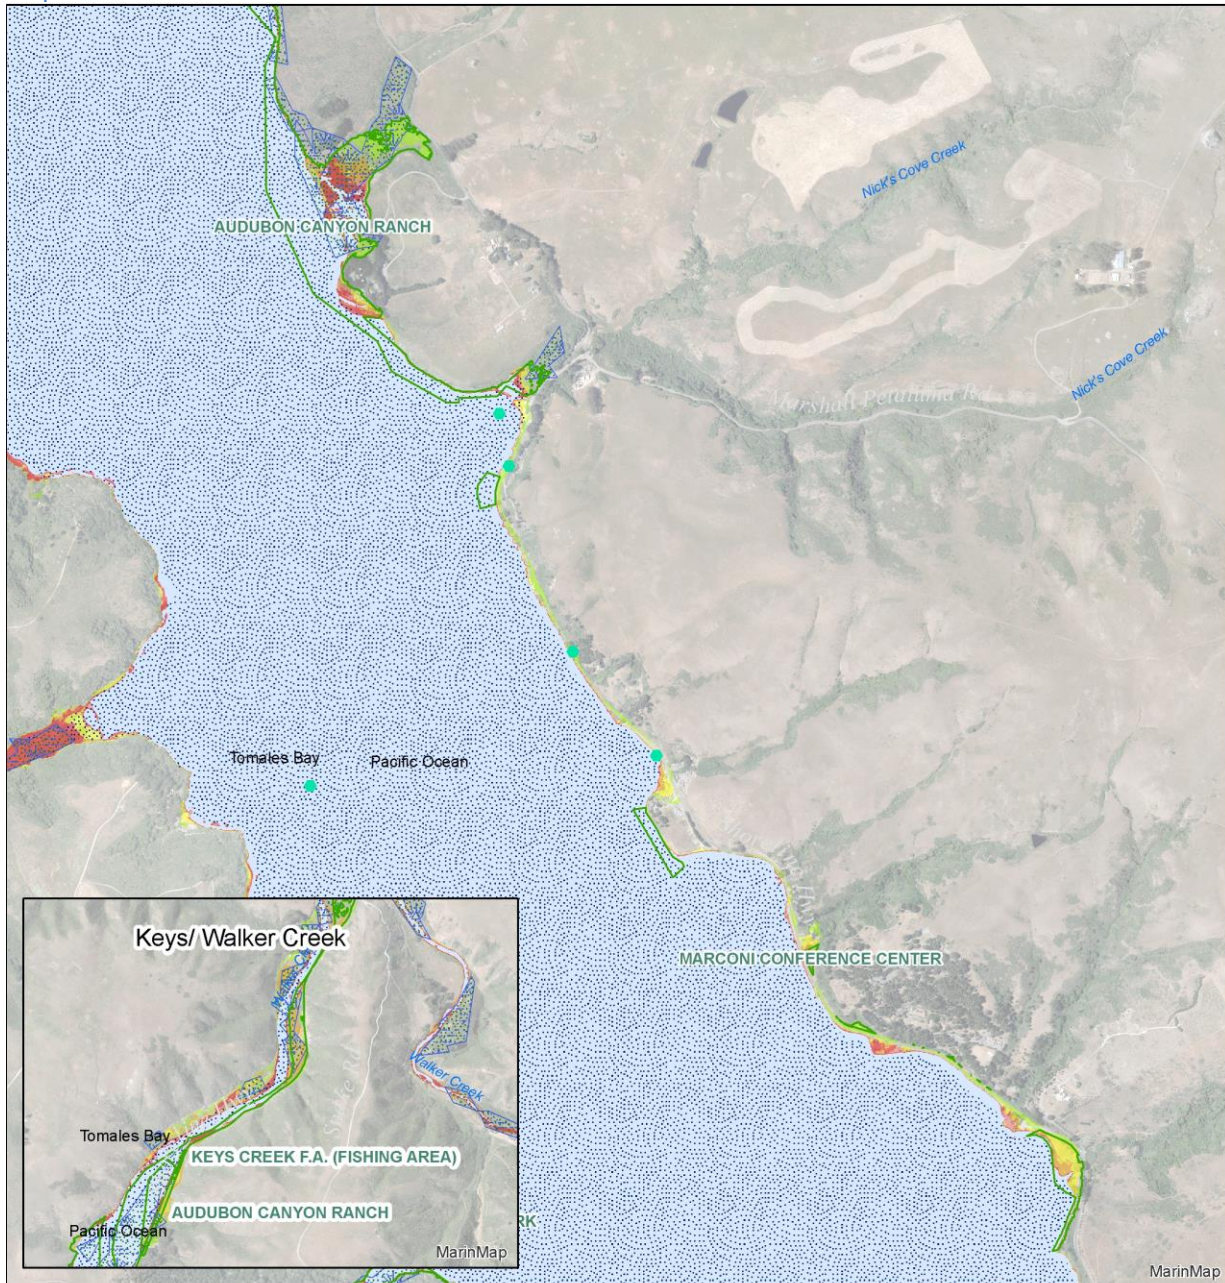 Nick's Cove Creek
AUDUBON CANYON RANCH
Nick's Cove Creek
Marshall Petaluma Rd
Tomales Bay
Pacific Ocean
MARCONI CONFERENCE CENTER
Keys/ Walker Creek
Walker Creek
Tomales Bay
KEYS CREEK F.A. (FISHING AREA)
AUDUBON CANYON RANCH
Pacific Ocean
RK
MarinMap
MarinMap